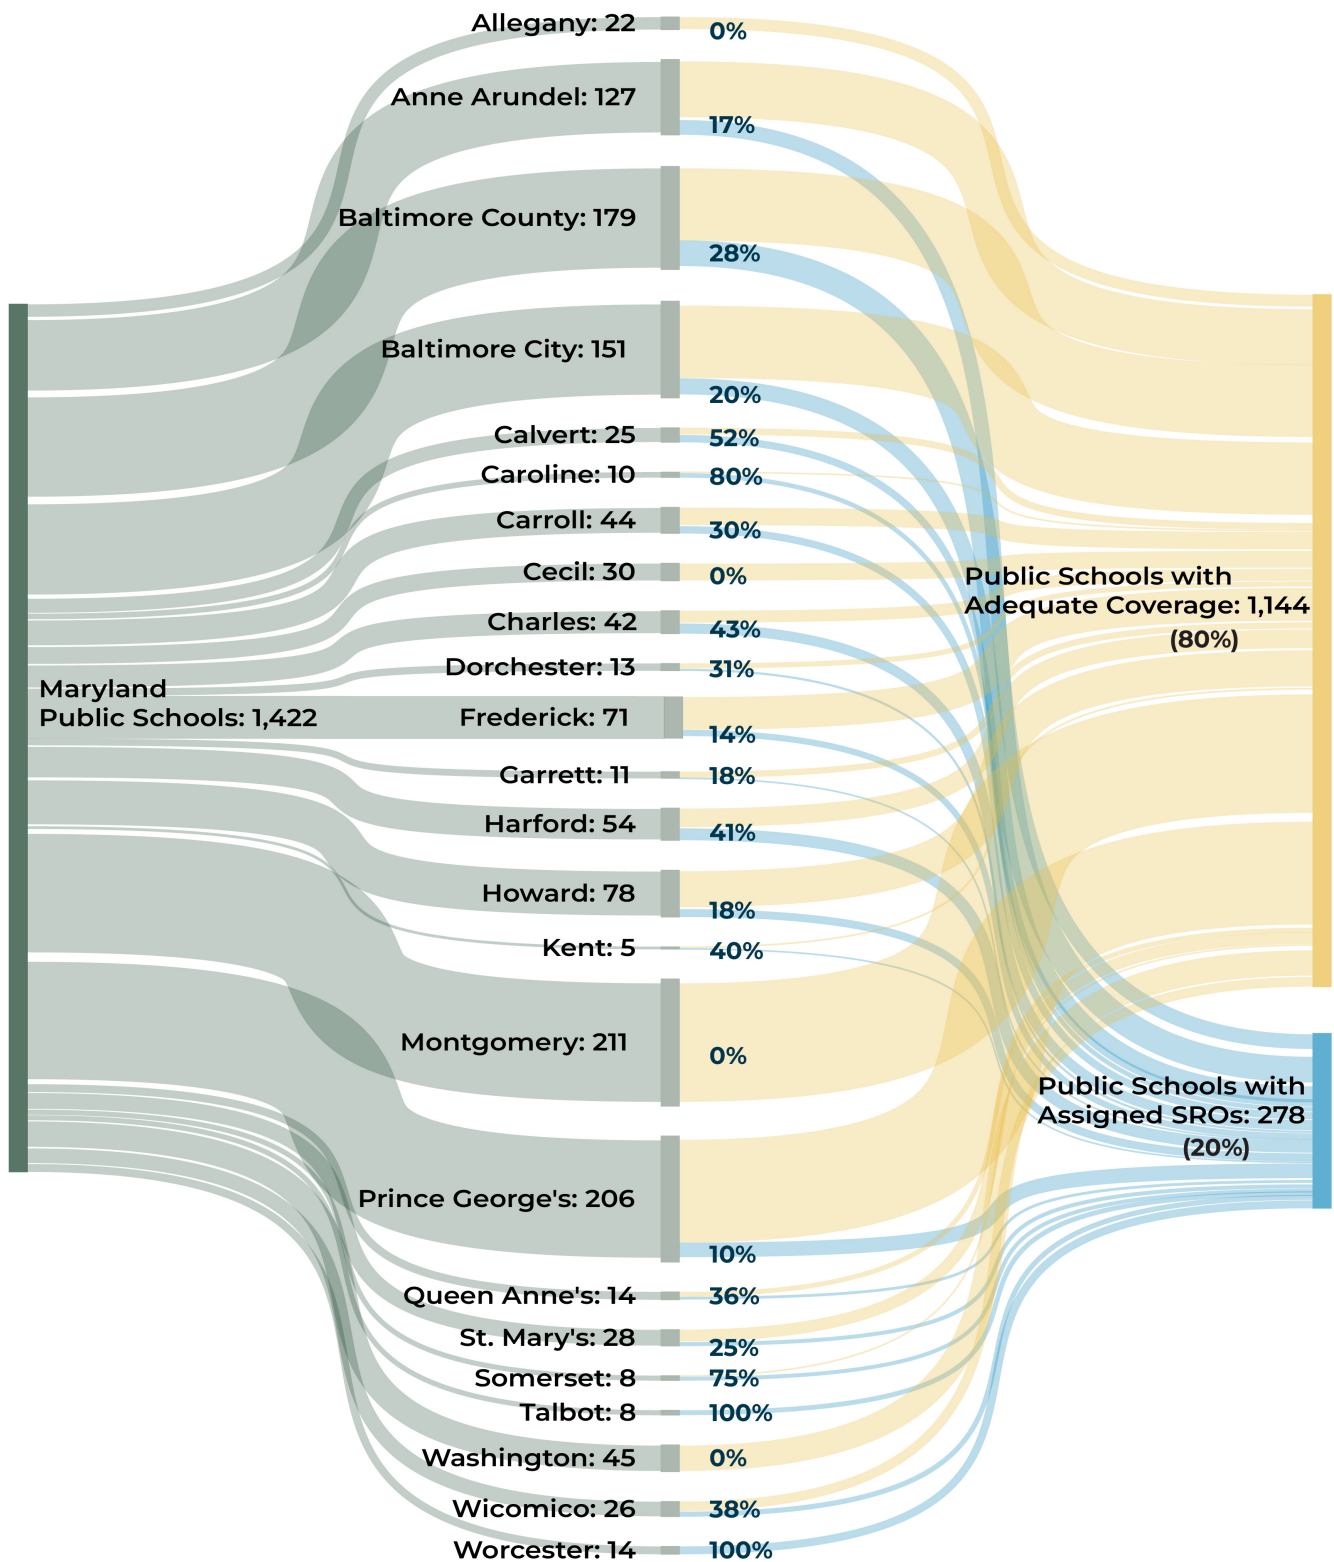 Allegany: 22
0%
Anne Arundel: 127
17%
Baltimore County: 179
28%
Baltimore City: 151
20%
Calvert: 25
52%
Caroline: 10
80%
Carroll: 44
30%
Cecil: 30
0%
Charles: 42
43%
Dorchester: 13
31%
Frederick: 71
14%
Garrett: 11
18%
Harford: 54
41%
Howard: 78
18%
Kent: 5
40%
Montgomery: 211
0%
Prince George's: 206
10%
Queen Anne's: 14
36%
St. Mary's: 28
25%
Somerset: 8
75%
Talbot: 8
100%
Washington: 45
0%
Wicomico: 26
38%
Worcester: 14
100%
Maryland
Public Schools: 1,422
Public Schools with
Adequate Coverage: 1,144
(80%)
Public Schools with
Assigned SROs: 278
(20%)